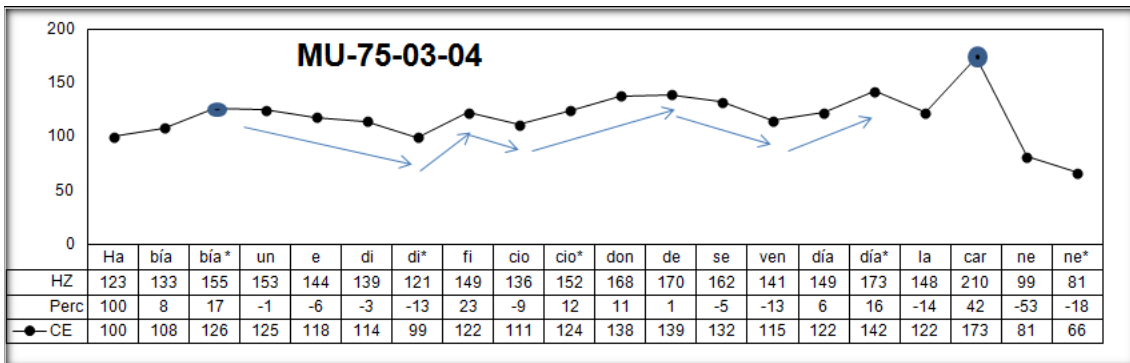 200
MU-75-03-04
150
100
50
0
Ha bía bía* un e di di* fi cio cio* don de se ven día día* la car ne ne*
HZ 123 133 155 153 144 139 121 149 136 152 168 170 162 141 149 173 148 210 99 81
Perc 100 8 17 -1 -6 -3 -13 23 -9 12 11 1 -5 -13 6 16 -14 42 -53 -18
CE 100 108 126 125 118 114 99 122 111 124 138 139 132 115 122 142 122 173 81 66